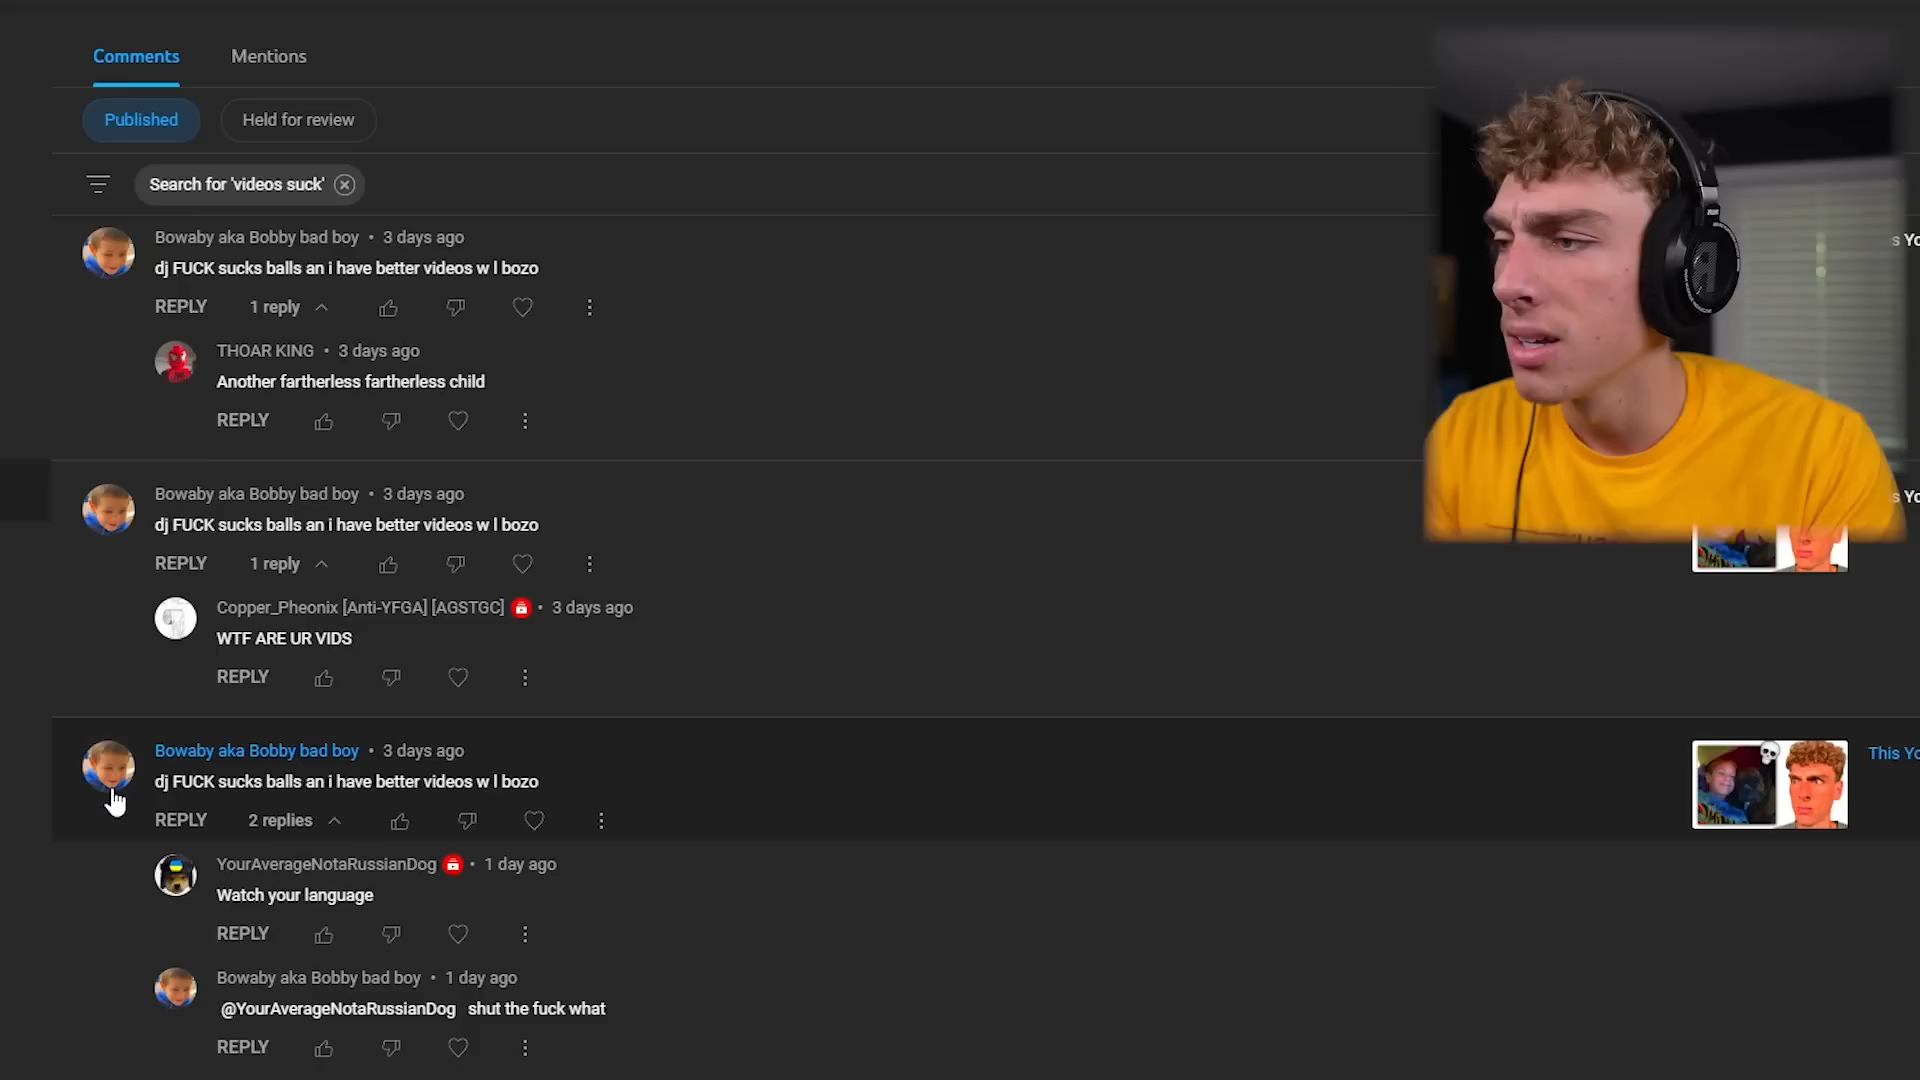 Comments Mentions
Published Held for review
Search for 'videos suck'
Bowaby aka Bobby bad boy • 3 days ago
s Yo
dj FUCK sucks balls an i have better videos w l bozo
REPLY 1 reply
THOAR KING • 3 days ago
Another fartherless fartherless child
REPLY
Bowaby aka Bobby bad boy • 3 days ago
s Yo
dj FUCK sucks balls an i have better videos w l bozo
REPLY 1 reply
Copper_Pheonix [Anti-YFGA] [AGSTGC] • 3 days ago
WTF ARE UR VIDS
REPLY
Bowaby aka Bobby bad boy • 3 days ago
This Yo
dj FUCK sucks balls an i have better videos w l bozo
REPLY 2 replies
YourAverageNotaRussianDog • 1 day ago
Watch your language
REPLY
Bowaby aka Bobby bad boy • 1 day ago
@YourAverageNotaRussianDog shut the fuck what
REPLY